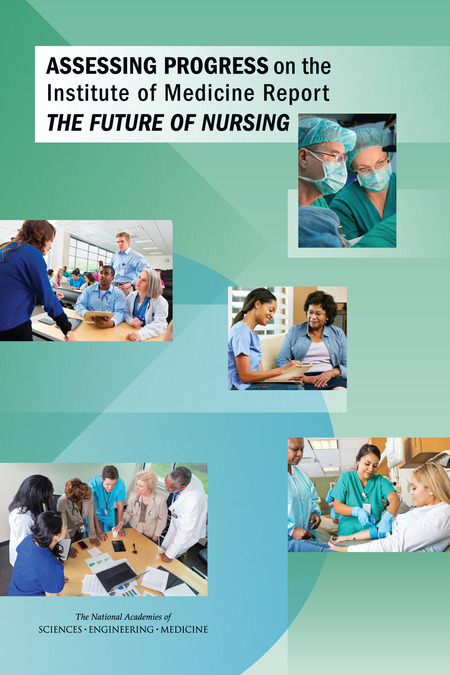 ASSESSING PROGRESS on the
Institute of Medicine Report
THE FUTURE OF NURSING
The National Academies of
SCIENCES • ENGINEERING • MEDICINE